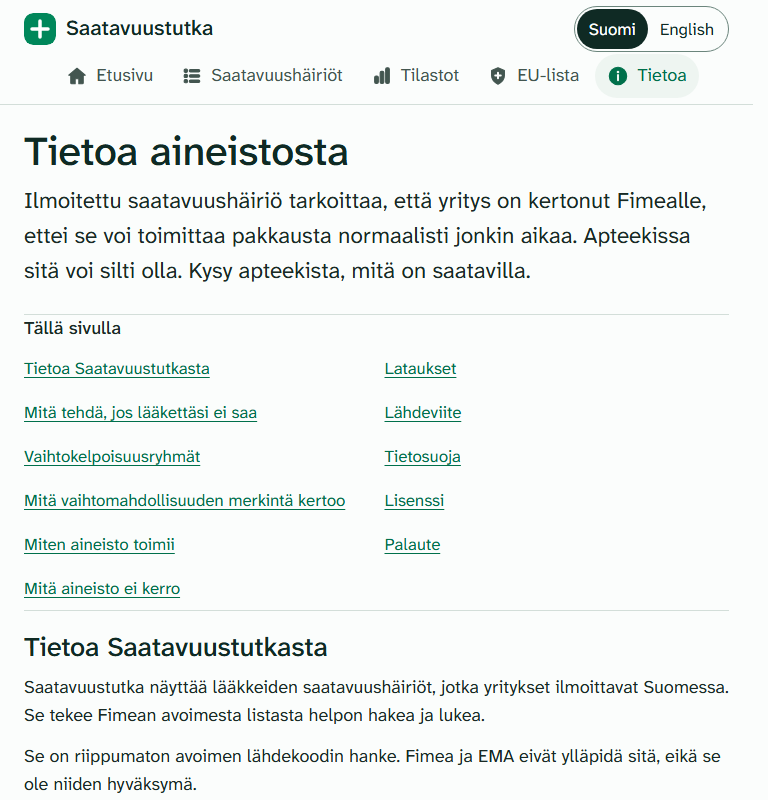 Saatavuustutka
Suomi
English
Etusivu
Saatavuushäiriöt
Tilastot
EU-lista
Tietoa
Tietoa aineistosta
Ilmoitettu saatavuushäiriö tarkoittaa, että yritys on kertonut Fimealle,
ettei se voi toimittaa pakkausta normaalisti jonkin aikaa. Apteekissa
sitä voi silti olla. Kysy apteekista, mitä on saatavilla.
Tällä sivulla
Tietoa Saatavuustutkasta
Mitä tehdä, jos lääkettäsi ei saa
Vaihtokelpoisuusryhmät
Mitä vaihtomahdollisuuden merkintä kertoo
Miten aineisto toimii
Mitä aineisto ei kerro
Lataukset
Lähdeviite
Tietosuoja
Lisenssi
Palaute
Tietoa Saatavuustutkasta
Saatavuustutka näyttää lääkkeiden saatavuushäiriöt, jotka yritykset ilmoittavat Suomessa.
Se tekee Fimean avoimesta listasta helpon hakea ja lukea.
Se on riippumaton avoimen lähdekoodin hanke. Fimea ja EMA eivät ylläpidä sitä, eikä se
ole niiden hyväksymä.